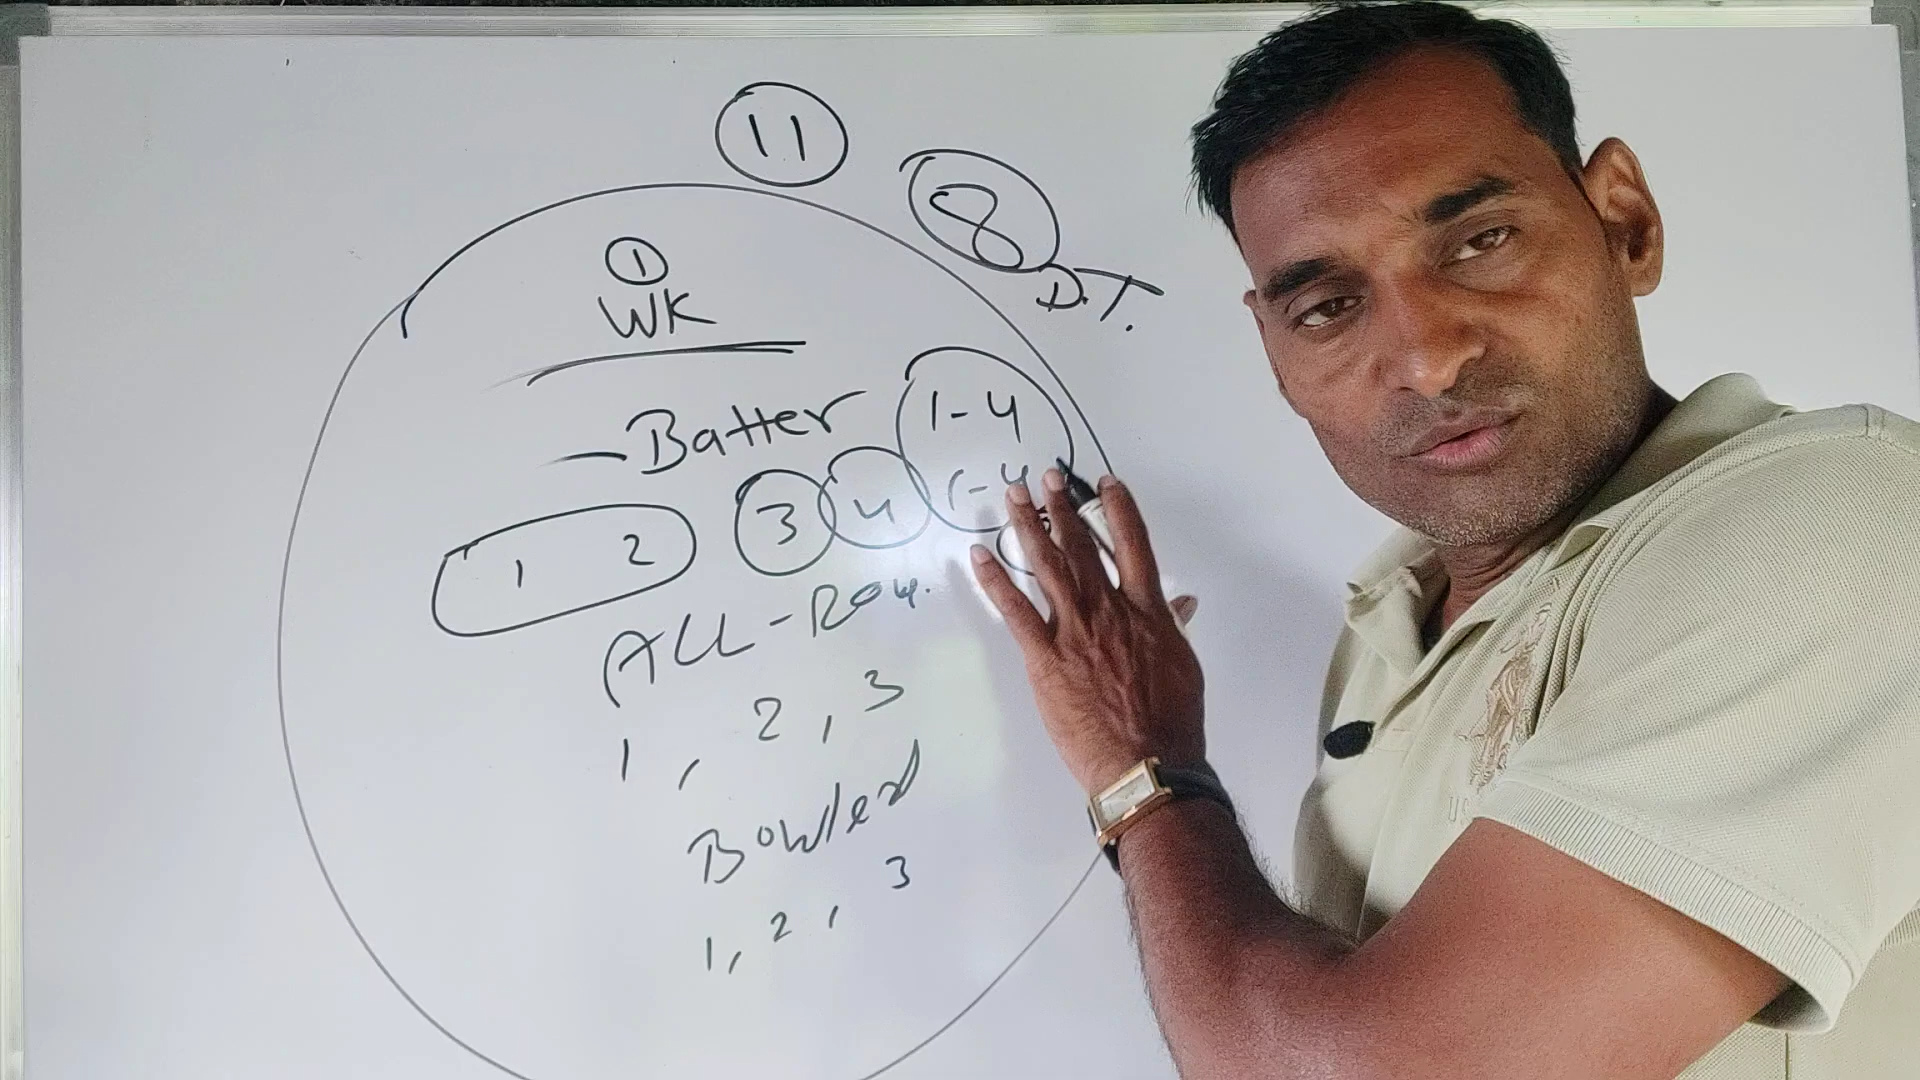 11
8
D.T.
1
WK
Batter
1-4
1-4
1 2 3 4
ALL-Rou.
1, 2, 3
Bowler
1, 2, 3
US